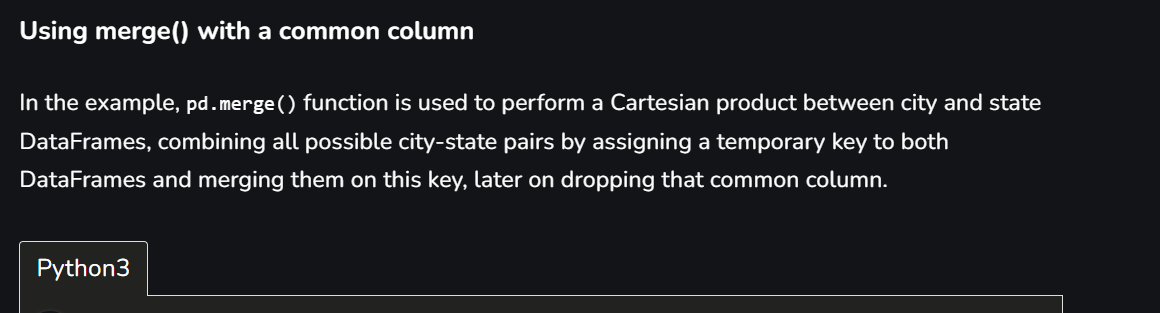 Using merge() with a common column
In the example, pd.merge() function is used to perform a Cartesian product between city and state
DataFrames, combining all possible city-state pairs by assigning a temporary key to both
DataFrames and merging them on this key, later on dropping that common column.
Python3